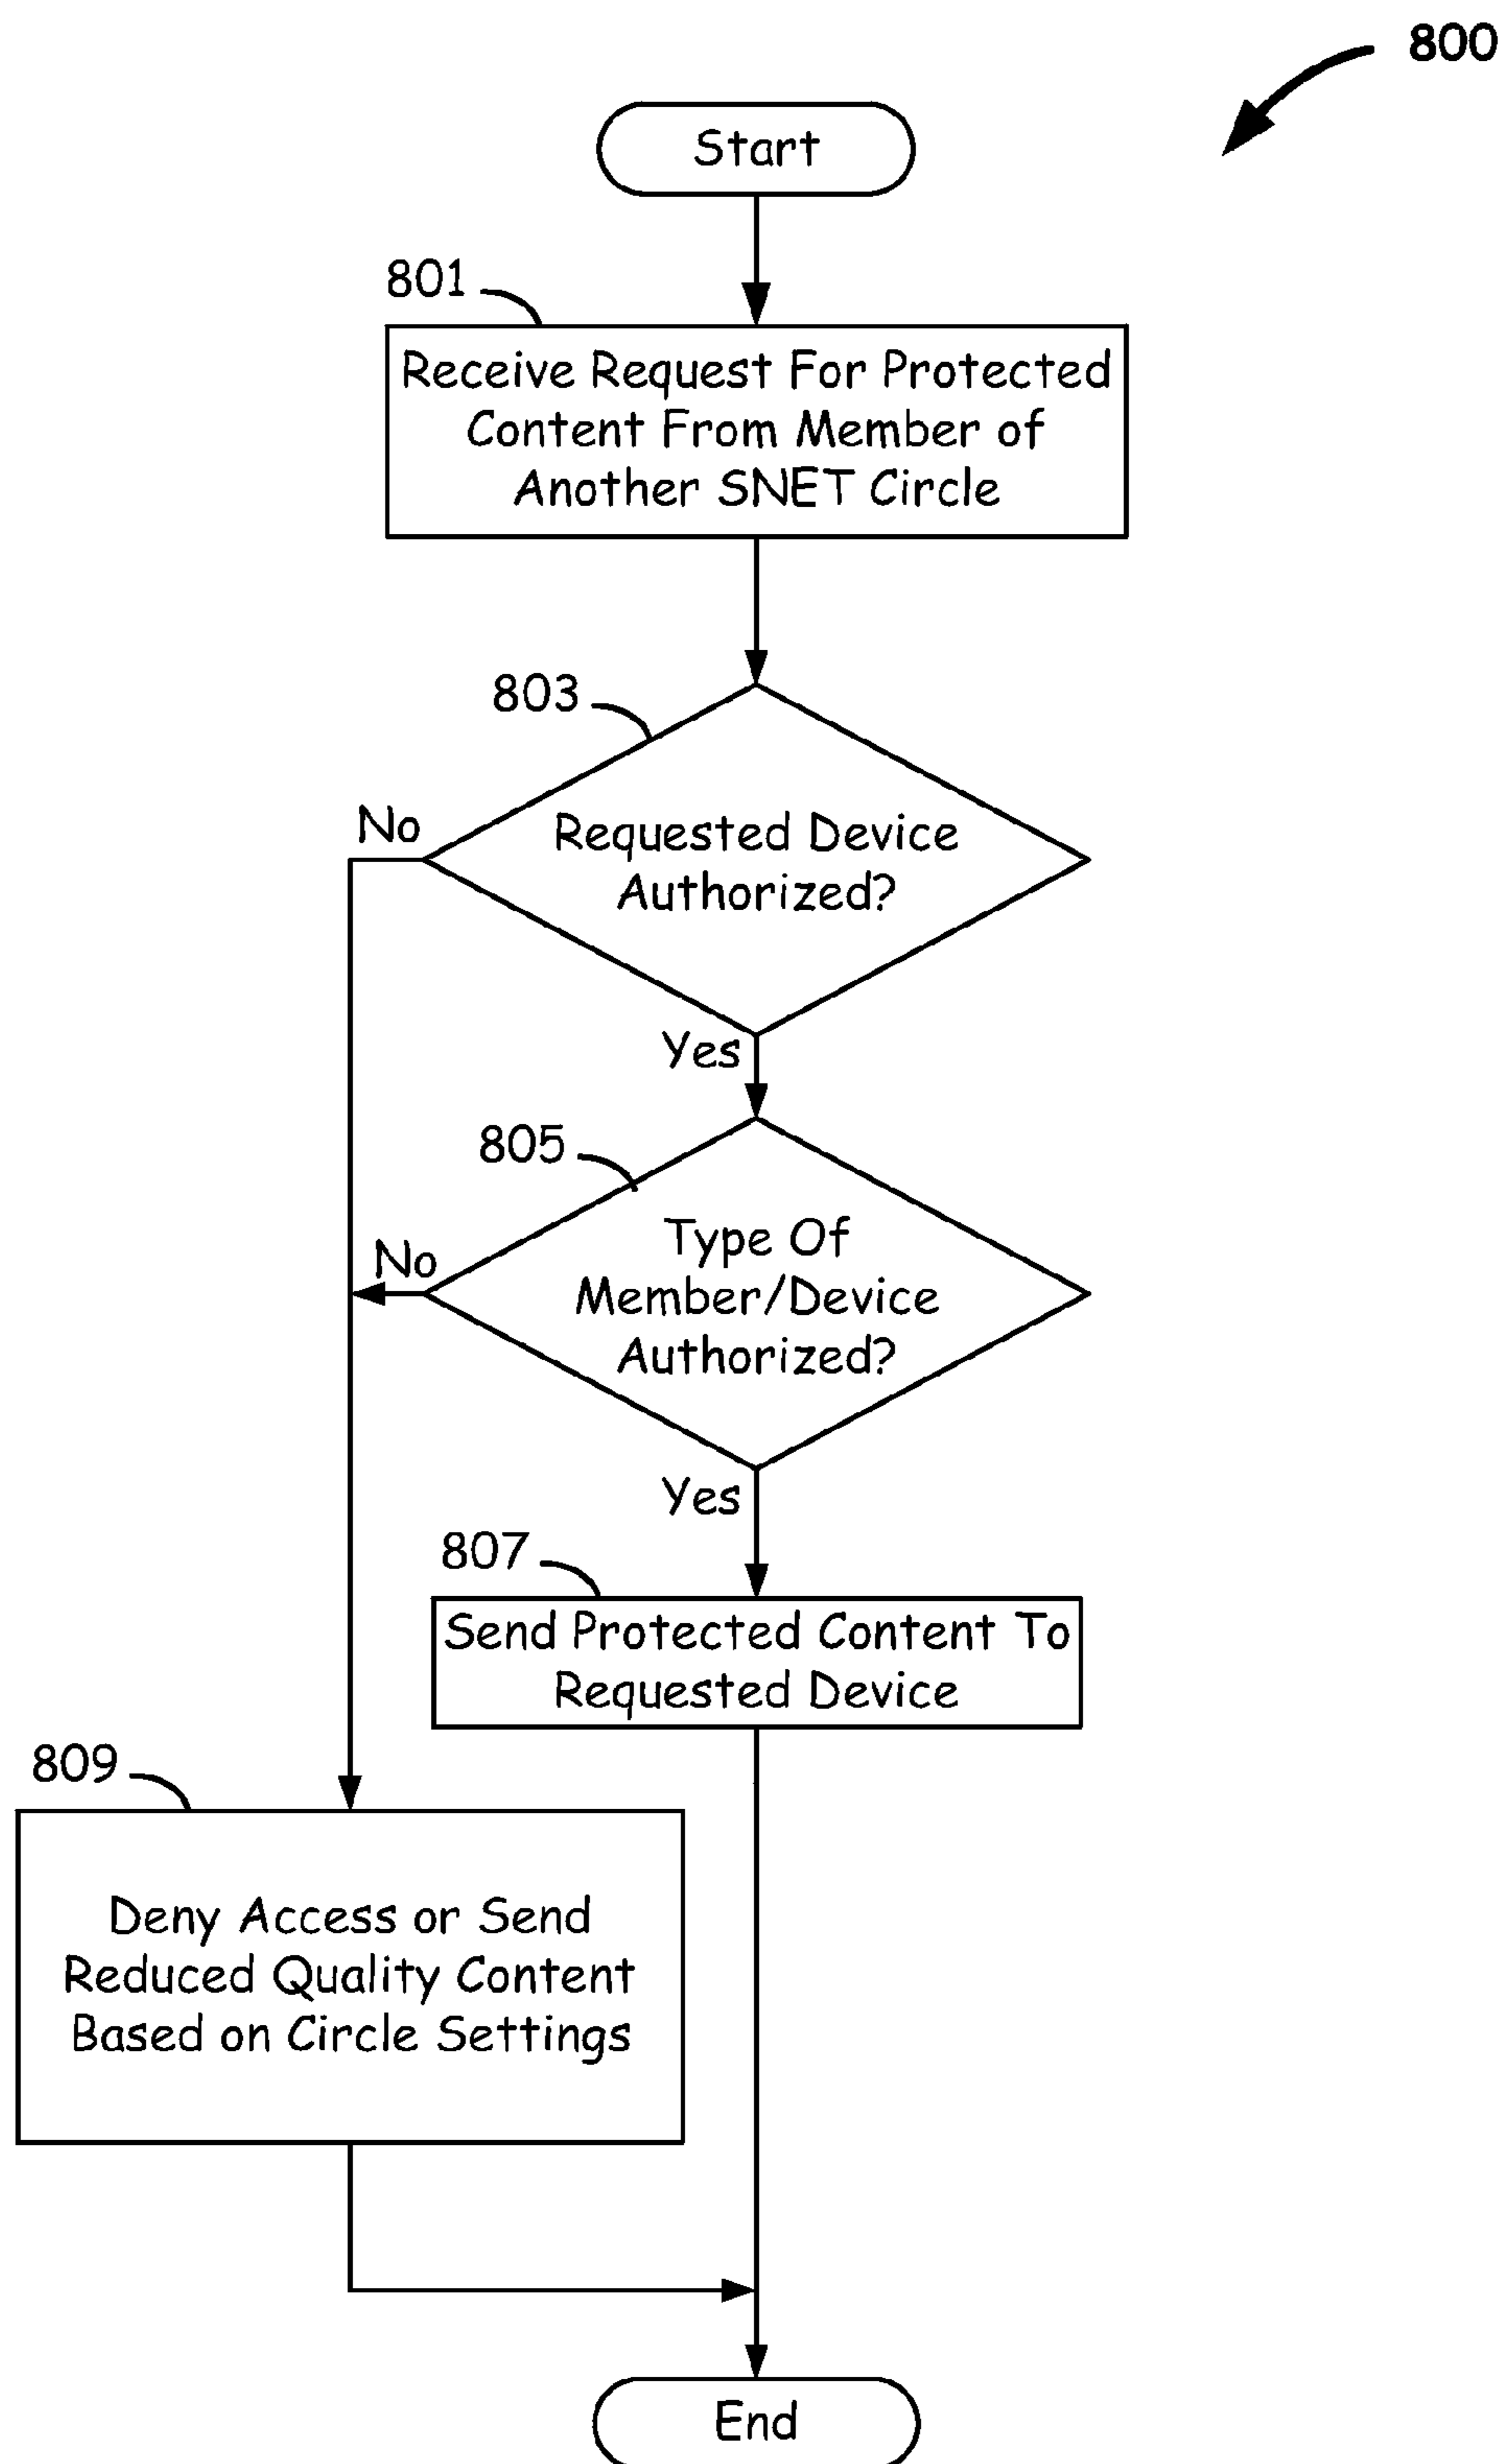 800
Start
801
Receive Request For Protected
Content From Member of
Another SNET Circle
803
No
Requested Device
Authorized?
Yes
805
No
Type Of
Member/Device
Authorized?
Yes
807
Send Protected Content To
Requested Device
809
Deny Access or Send
Reduced Quality Content
Based on Circle Settings
End